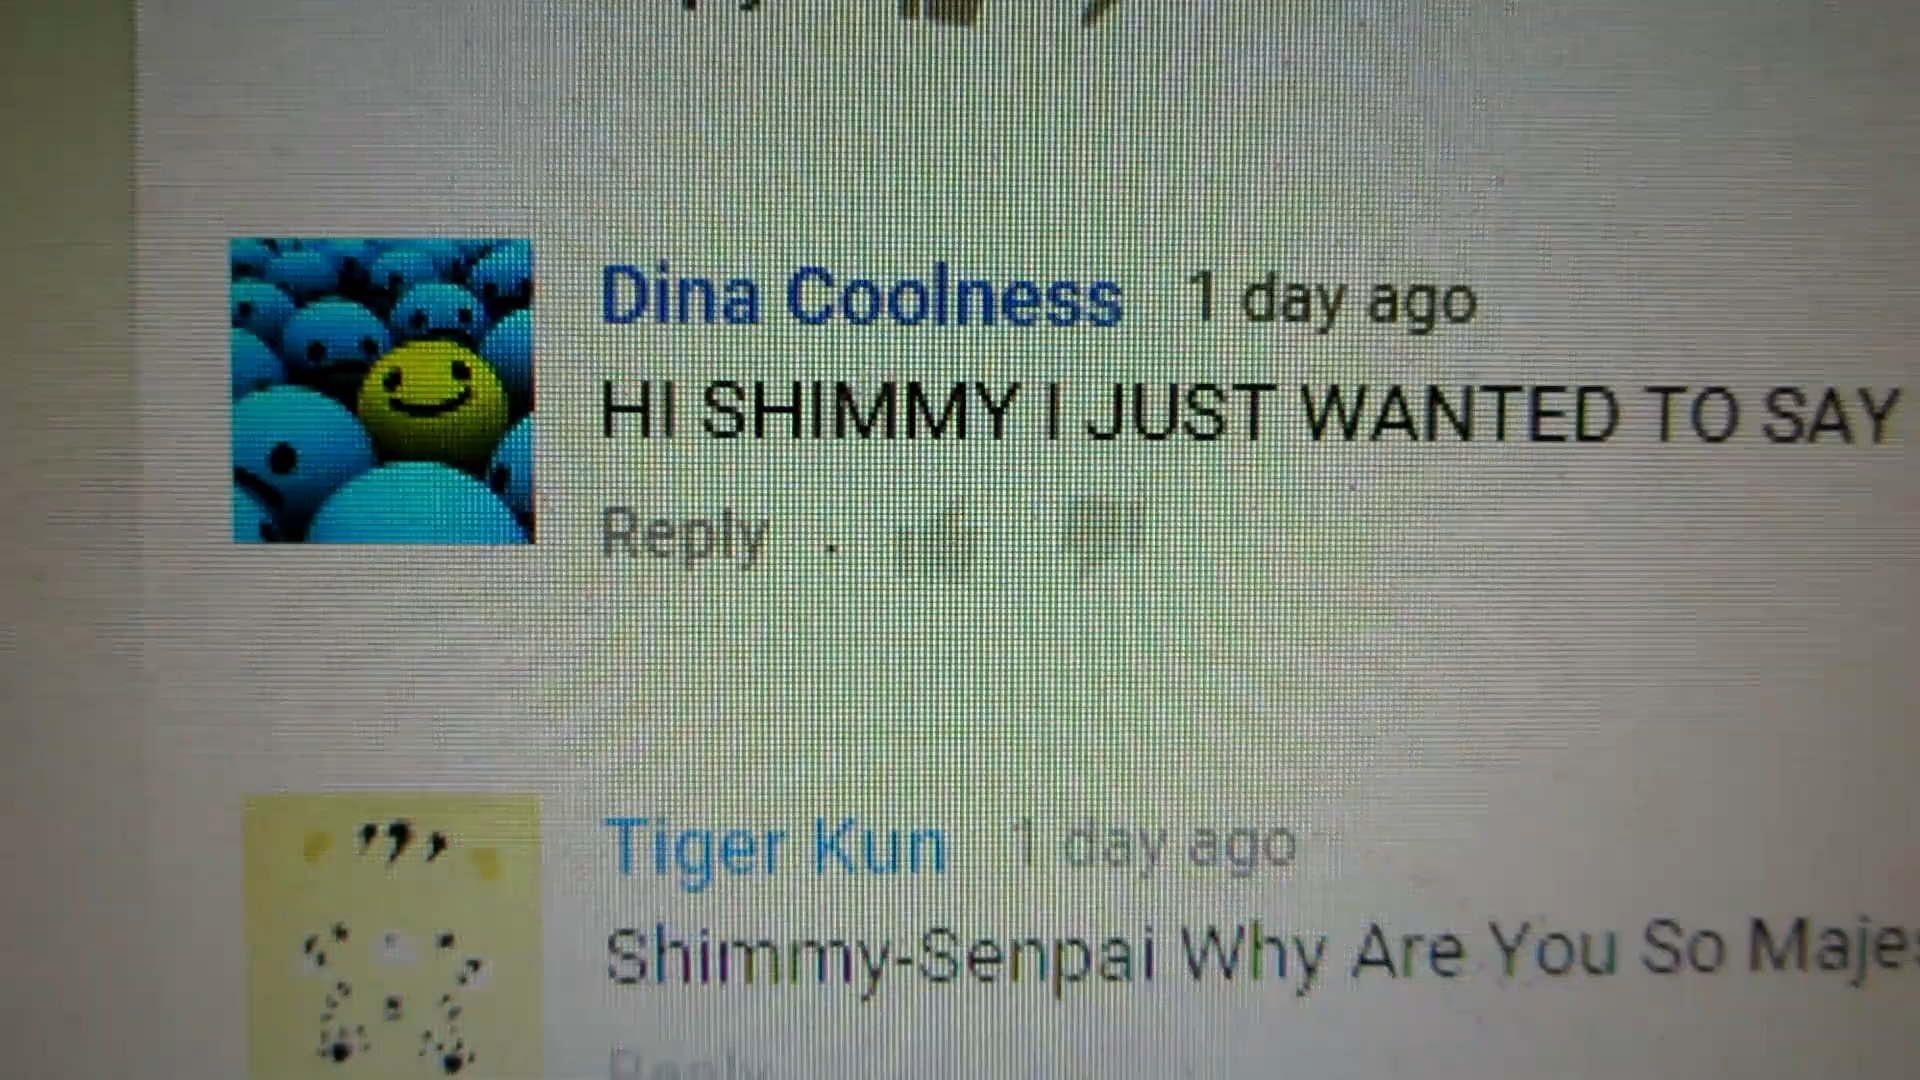 Dina Coolness 1 day ago
HI SHIMMY I JUST WANTED TO SAY
Reply .
Tiger Kun 1 day ago
Shimmy-Senpai Why Are You So
Reply